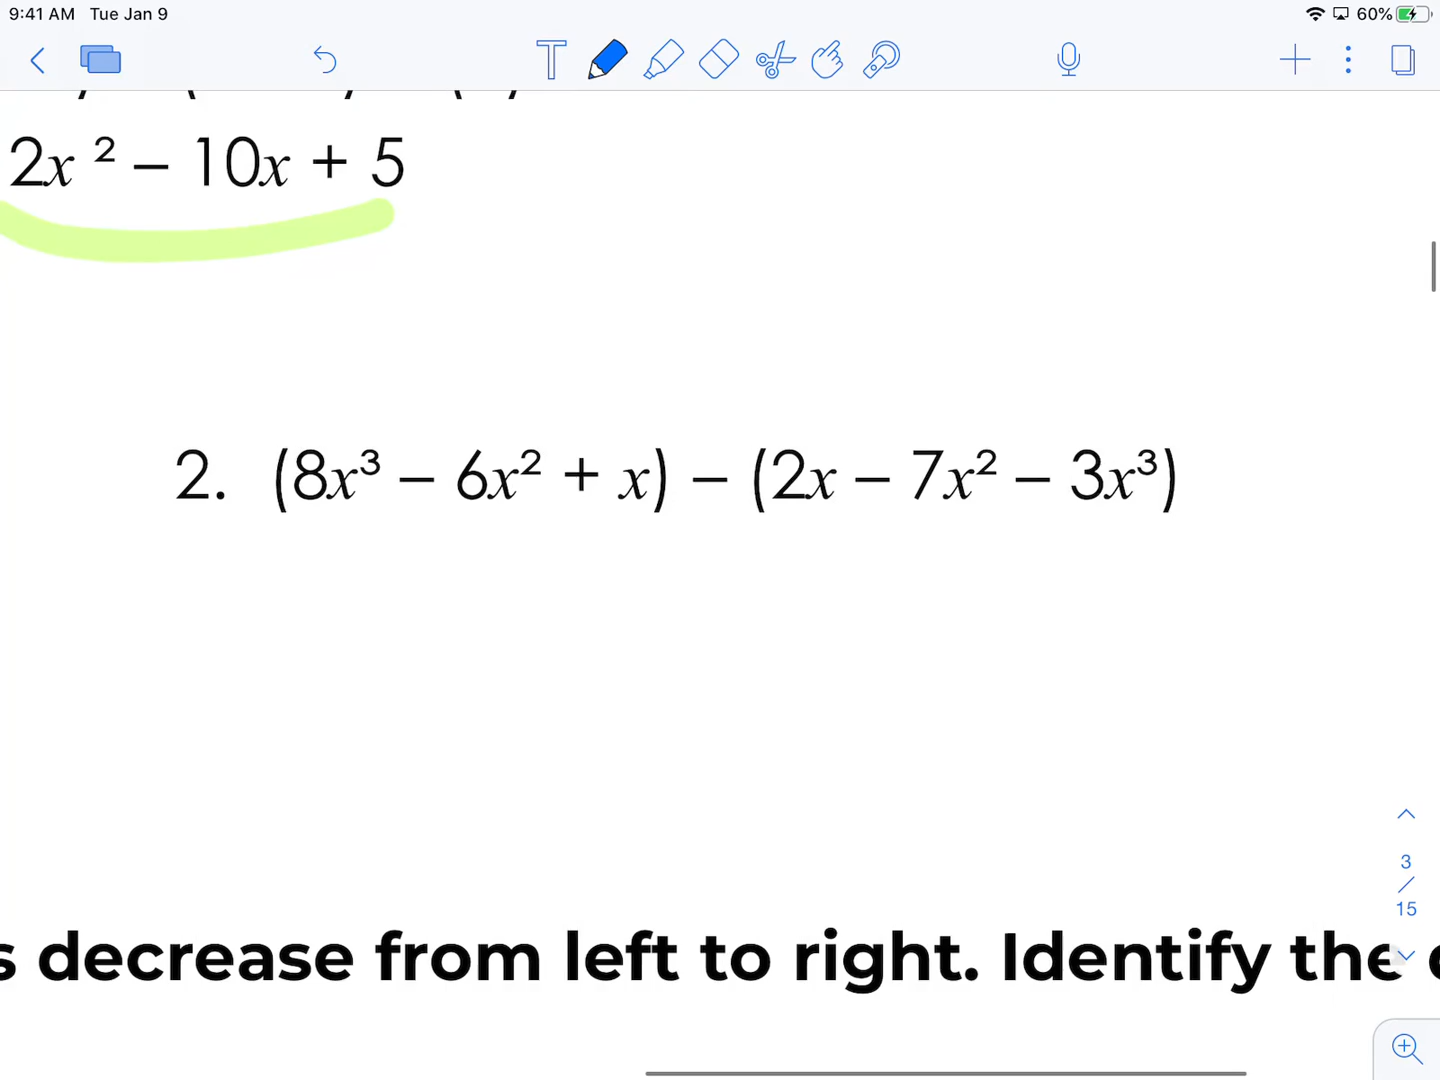 9:41 AM Tue Jan 9 60%
2x² – 10x + 5
2. (8x³ – 6x² + x) – (2x – 7x² – 3x³)
3
/
15
s decrease from left to right. Identify the